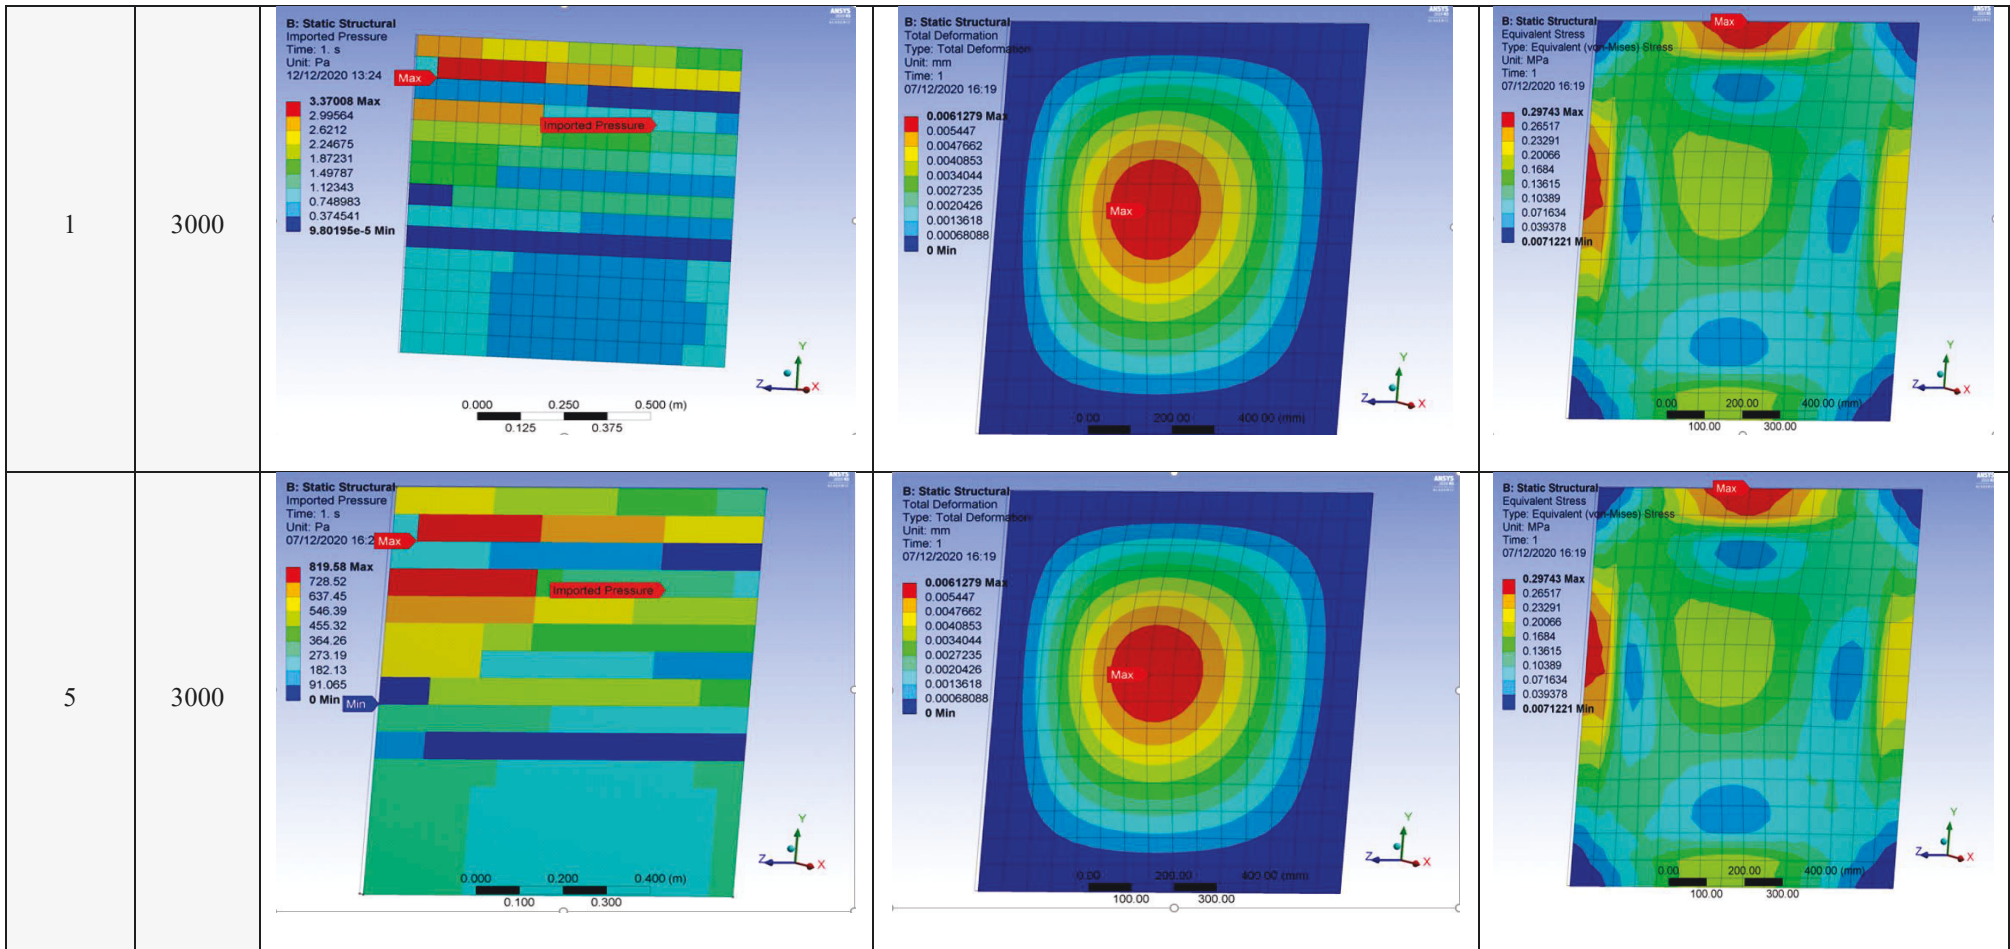 1
3000
B: Static Structural
Imported Pressure
Time: 1. s
Unit: Pa
12/12/2020 13:24
Max
3.37008 Max
2.99564
2.6212
2.24675
1.87231
1.49787
1.12343
0.748983
0.374541
9.80195e-5 Min
Imported Pressure
ANSYS
Y
Z
X
0.000 0.250 0.500 (m)
0.125 0.375
B: Static Structural
Total Deformation
Type: Total Deformation
Unit: mm
Time: 1
07/12/2020 16:19
0.0061279 Max
0.005447
0.0047662
0.0040853
0.0034044
0.0027235
0.0020426
0.0013618
0.00068088
0 Min
Max
ANSYS
Y
Z
X
0.00 200.00 400.00 (mm)
B: Static Structural
Equivalent Stress
Type: Equivalent (von-Mises) Stress
Unit: MPa
Time: 1
07/12/2020 16:19
Max
0.29743 Max
0.26517
0.23291
0.20066
0.1684
0.13615
0.10389
0.071634
0.039378
0.0071221 Min
ANSYS
Y
Z
X
0.00 200.00 400.00 (mm)
100.00 300.00
5
3000
B: Static Structural
Imported Pressure
Time: 1. s
Unit: Pa
07/12/2020 16:2
Max
819.58 Max
728.52
637.45
546.39
455.32
364.26
273.19
182.13
91.065
0 Min
Min
Imported Pressure
ANSYS
Y
Z
X
0.000 0.200 0.400 (m)
0.100 0.300
B: Static Structural
Total Deformation
Type: Total Deformation
Unit: mm
Time: 1
07/12/2020 16:19
0.0061279 Max
0.005447
0.0047662
0.0040853
0.0034044
0.0027235
0.0020426
0.0013618
0.00068088
0 Min
Max
ANSYS
Y
Z
X
0.00 200.00 400.00 (mm)
100.00 300.00
B: Static Structural
Equivalent Stress
Type: Equivalent (von-Mises) Stress
Unit: MPa
Time: 1
07/12/2020 16:19
Max
0.29743 Max
0.26517
0.23291
0.20066
0.1684
0.13615
0.10389
0.071634
0.039378
0.0071221 Min
ANSYS
Y
Z
X
0.00 200.00 400.00 (mm)
100.00 300.00